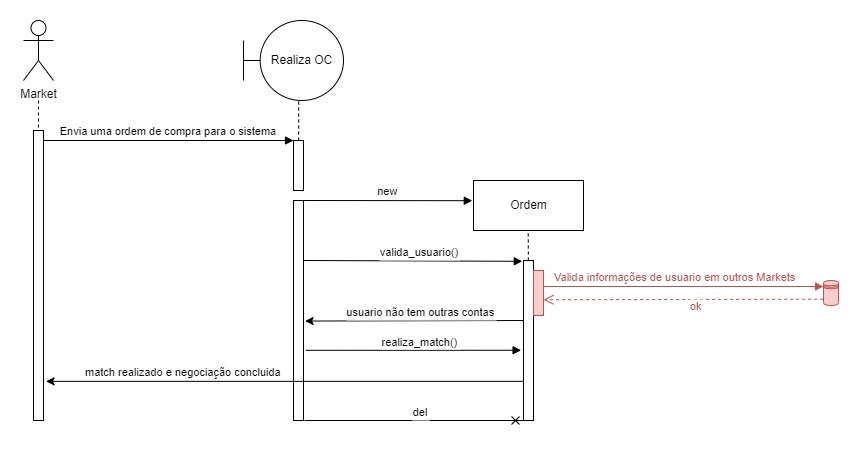 Realiza OC
Market
Envia uma ordem de compra para o sistema
new
Ordem
valida_usuario()
Valida informações de usuario em outros Markets
ok
usuario não tem outras contas
realiza_match()
match realizado e negociação concluida
del